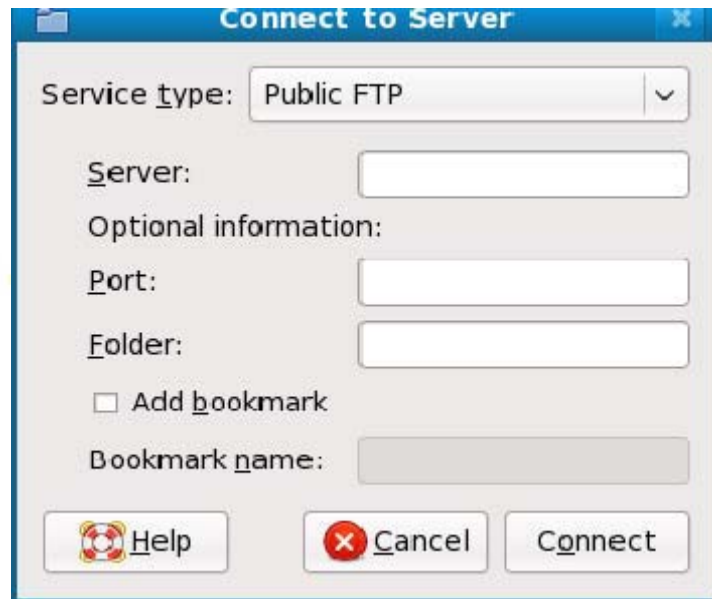 Connect to Server
Service type: Public FTP
Server:
Optional information:
Port:
Folder:
Add bookmark
Bookmark name:
Help Cancel Connect